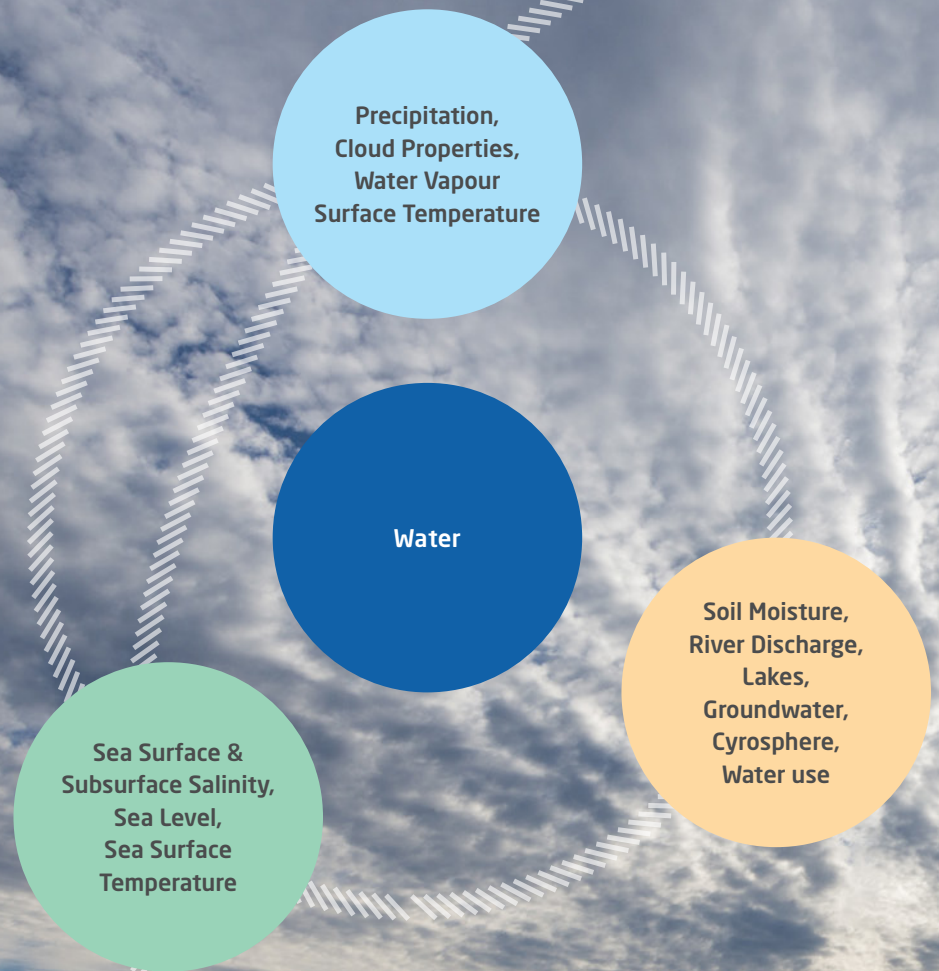 Precipitation,
Cloud Properties,
Water Vapour
Surface Temperature
Water
Soil Moisture,
River Discharge,
Lakes,
Groundwater,
Cyrosphere,
Water use
Sea Surface &
Subsurface Salinity,
Sea Level,
Sea Surface
Temperature